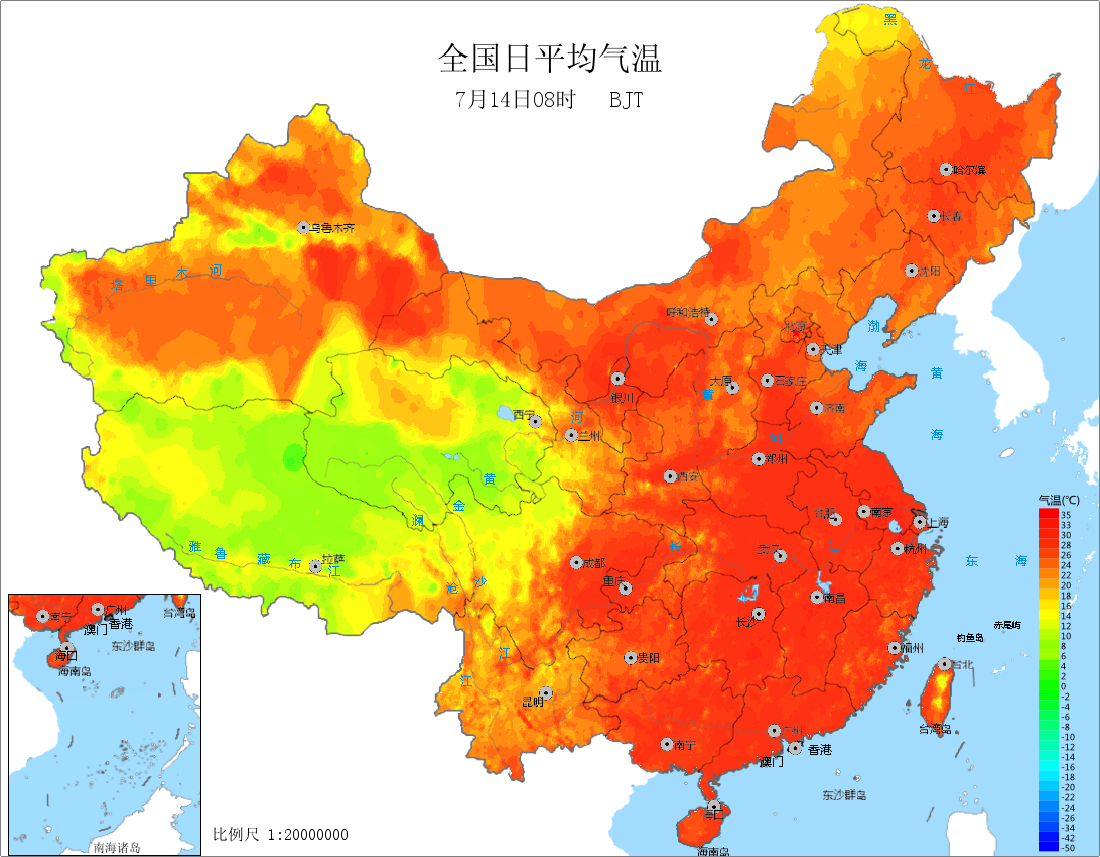 全国日平均气温
7月14日08时 BJT
黑
龙
江
哈尔滨
长春
沈阳
乌鲁木齐
塔 里 木 河
呼和浩特
北京
天津
渤
海
黄
海
银川
太原
石家庄
济南
黄
河
西宁
兰州
河
郑州
西安
黄
金
澜
沧
沙
江
江
雅 鲁 藏 布 江
拉萨
成都
重庆
长
江
武汉
合肥
南京
上海
杭州
东 海
南昌
长沙
贵阳
昆明
福州
台北
台湾岛
钓鱼岛
赤尾屿
南宁
广州
香港
澳门
东沙群岛
海口
海南岛
气温(℃)
35
33
30
28
26
24
22
20
18
16
14
12
10
8
6
4
2
0
-2
-4
-6
-8
-10
-12
-14
-16
-18
-20
-22
-24
-26
-34
-42
-50
南宁
广州
台湾岛
澳门
香港
东沙群岛
海口
海南岛
南海诸岛
比例尺 1:20000000